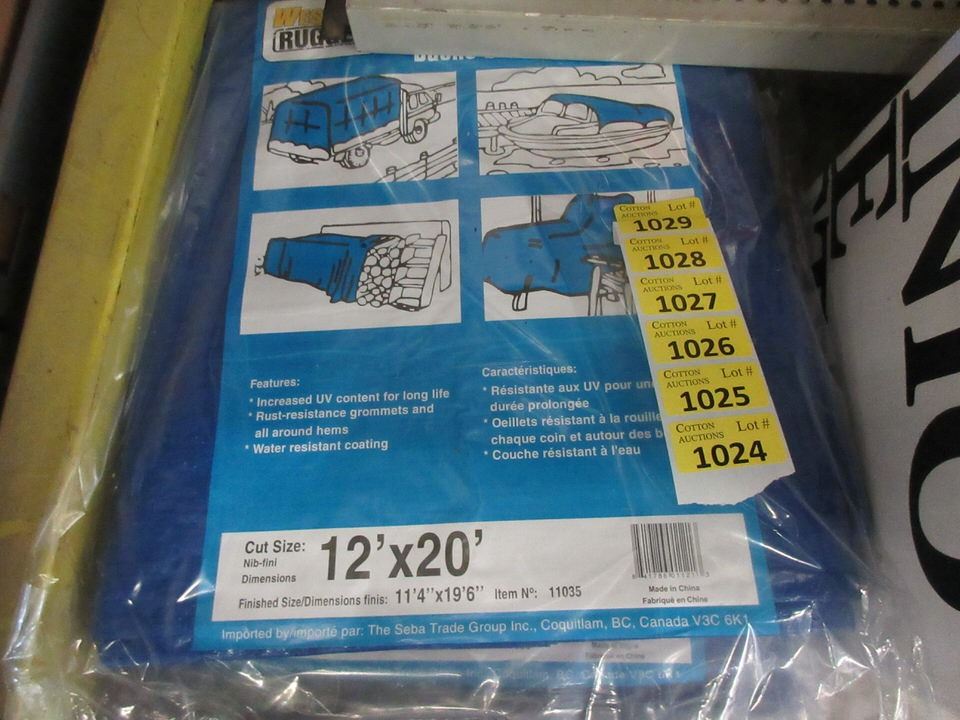 RUG
Features:
* Increased UV content for long life
* Rust-resistance grommets and
all around hems
* Water resistant coating
Caractéristiques:
* Résistante aux UV pour un
durée prolongée
* Oeillets résistant à la rouille
chaque coin et autour des b
* Couche résistant à l'eau
COTTON AUCTIONS Lot #
1029
COTTON AUCTIONS Lot #
1028
COTTON AUCTIONS Lot #
1027
COTTON AUCTIONS Lot #
1026
COTTON AUCTIONS Lot #
1025
COTTON AUCTIONS Lot #
1024
Cut Size: 12'x20'
Nib-fini
Dimensions
Finished Size/Dimensions finis: 11'4"x19'6" Item Nº: 11035
Made in China
Fabriqué en Chine
Imported by/importé par: The Seba Trade Group Inc., Coquitlam, BC, Canada V3C 6K1